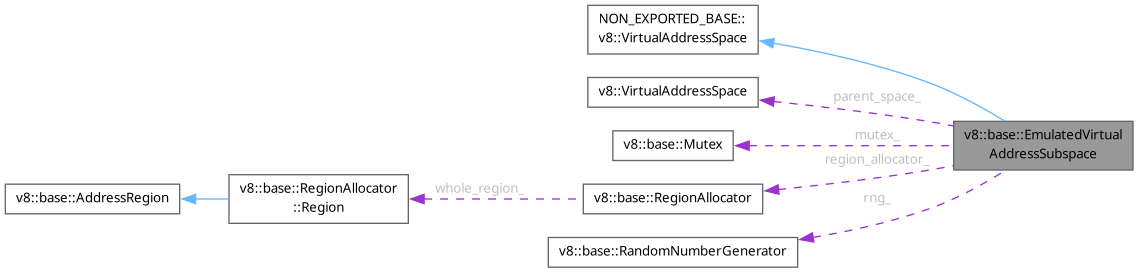 NON_EXPORTED_BASE::
v8::VirtualAddressSpace
v8::VirtualAddressSpace
parent_space_
v8::base::EmulatedVirtual
AddressSubspace
v8::base::Mutex
mutex_
region_allocator_
v8::base::AddressRegion
v8::base::RegionAllocator
::Region
whole_region_
v8::base::RegionAllocator
rng_
v8::base::RandomNumberGenerator